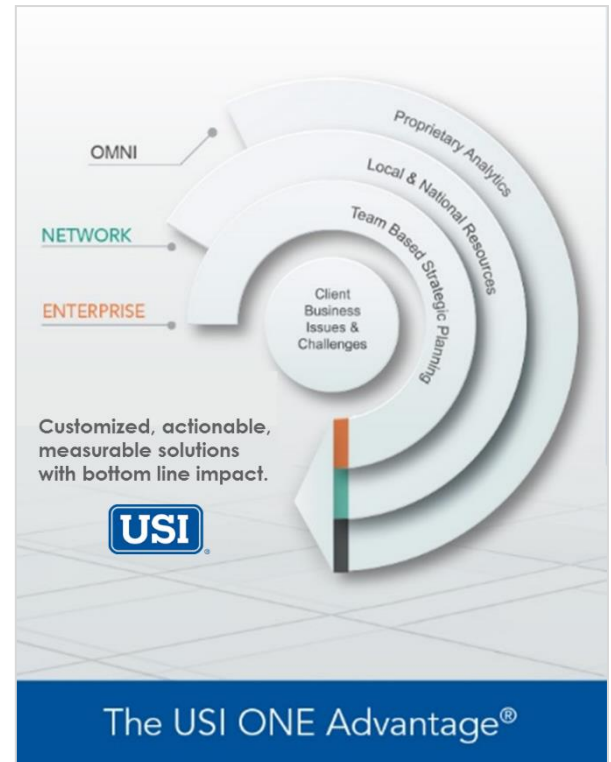 Proprietary Analytics
OMNI
Local & National Resources
NETWORK
Team Based Strategic Planning
ENTERPRISE
Client
Business
Issues &
Challenges
Customized, actionable,
measurable solutions
with bottom line impact.
USI®
The USI ONE Advantage®